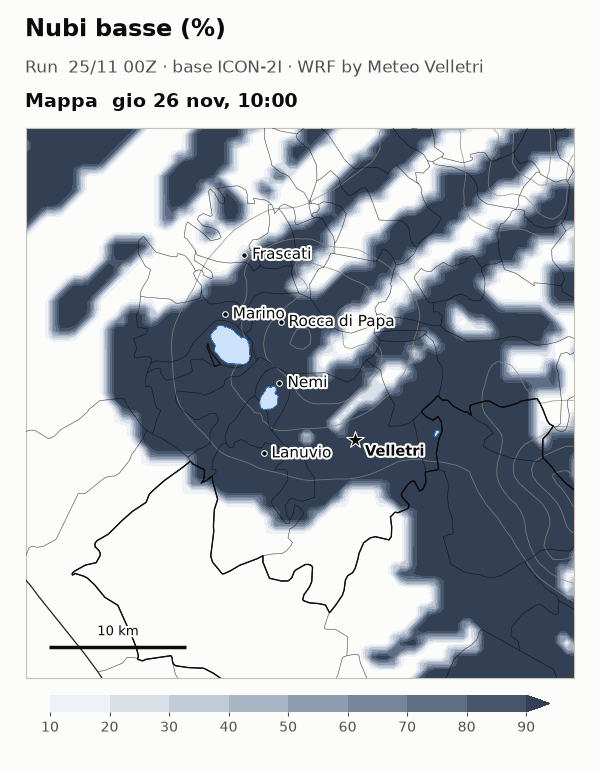 Nubi basse (%)
Run  25/11 00Z · base ICON-2I · WRF by Meteo Velletri
Mappa  gio 26 nov, 10:00
Frascati
Marino
Rocca di Papa
Nemi
Velletri
Lanuvio
10 km
10 20 30 40 50 60 70 80 90